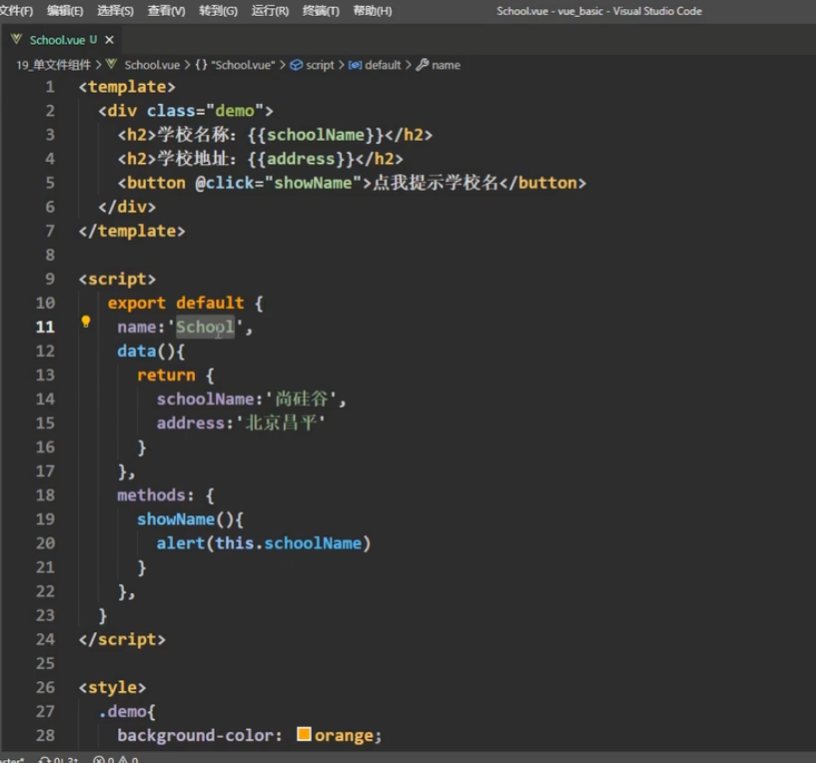 文件(F) 编辑(E) 选择(S) 查看(V) 转到(G) 运行(R) 终端(T) 帮助(H) School.vue - vue_basic - Visual Studio Code
School.vue U ×
19_单文件组件 > School.vue > {} "School.vue" > script > default > name
1 <template>
2 <div class="demo">
3 <h2>学校名称：{{schoolName}}</h2>
4 <h2>学校地址：{{address}}</h2>
5 <button @click="showName">点我提示学校名</button>
6 </div>
7 </template>
8
9 <script>
10 export default {
11 name:'School',
12 data(){
13 return {
14 schoolName:'尚硅谷',
15 address:'北京昌平'
16 }
17 },
18 methods: {
19 showName(){
20 alert(this.schoolName)
21 }
22 },
23 }
24 </script>
25
26 <style>
27 .demo{
28 background-color: orange;